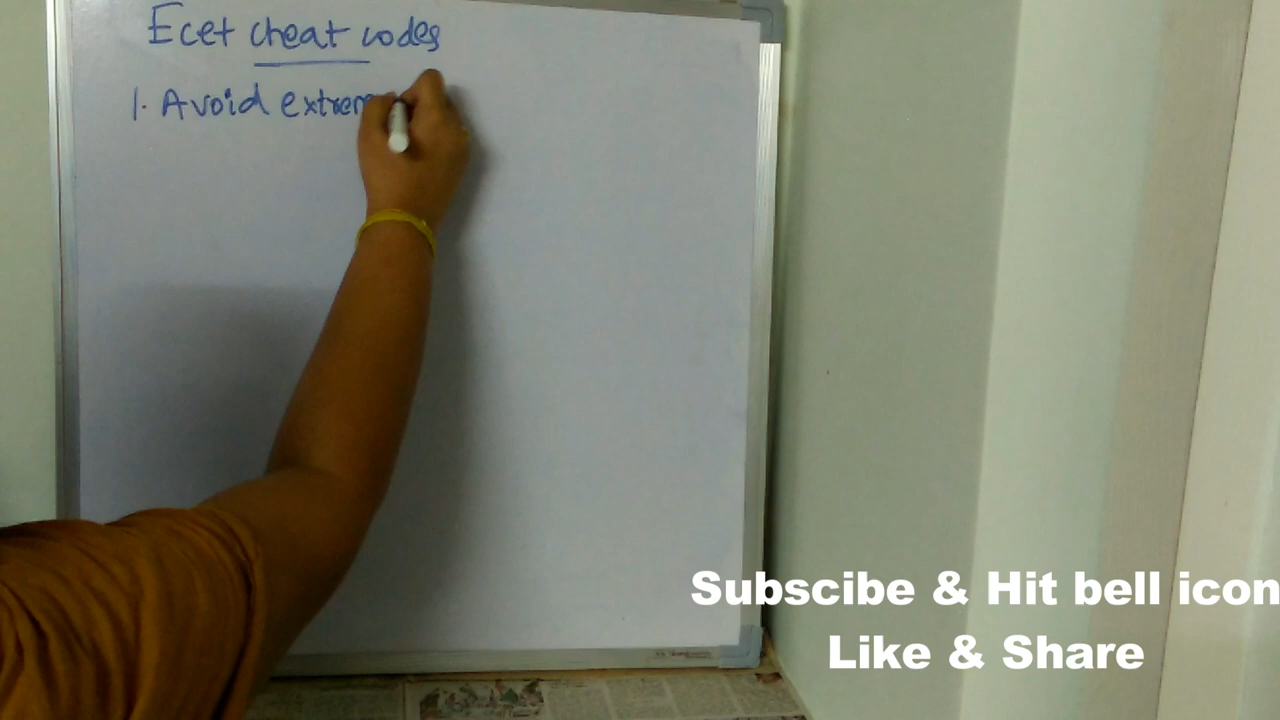 Ecet cheat codes
1. Avoid extrem
Subscibe & Hit bell icon
Like & Share